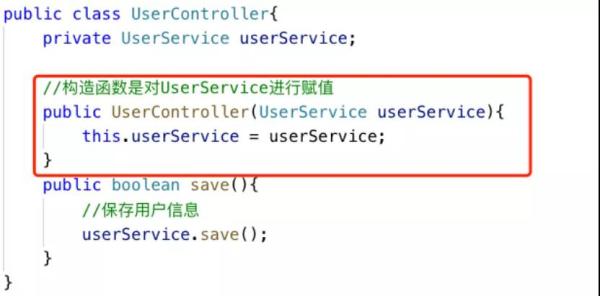 public class UserController{
private UserService userService;
//构造函数是对UserService进行赋值
public UserController(UserService userService){
this.userService = userService;
}
public boolean save(){
//保存用户信息
userService.save();
}
}